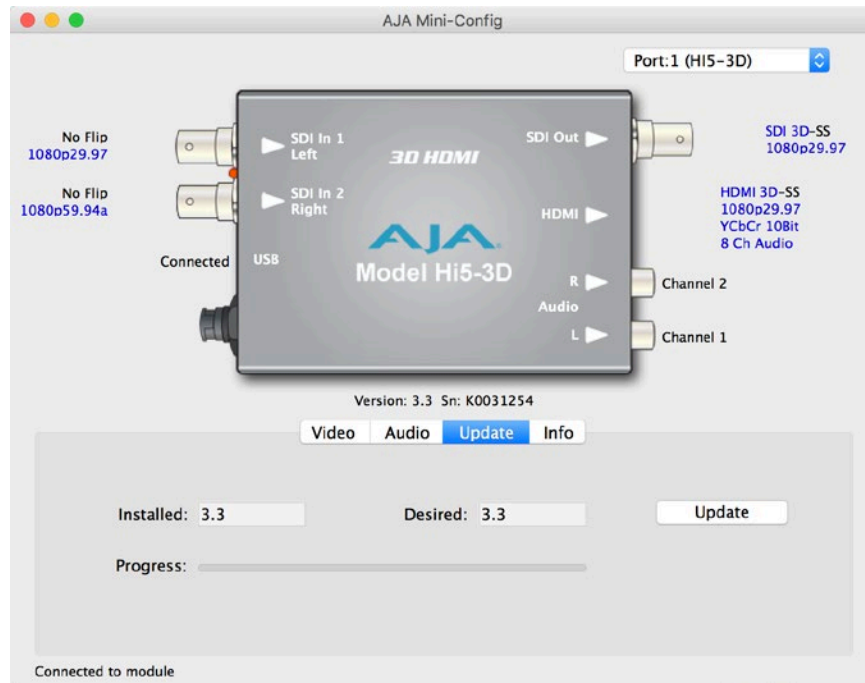 AJA Mini-Config
Port:1 (HI5-3D)
No Flip
1080p29.97
No Flip
1080p59.94a
Connected
SDI In 1
Left
SDI In 2
Right
USB
3D HDMI
AJA
Model Hi5-3D
SDI Out
HDMI
R
Audio
L
SDI 3D-SS
1080p29.97
HDMI 3D-SS
1080p29.97
YCbCr 10Bit
8 Ch Audio
Channel 2
Channel 1
Version: 3.3 Sn: K0031254
Video Audio Update Info
Installed: 3.3 Desired: 3.3 Update
Progress:
Connected to module